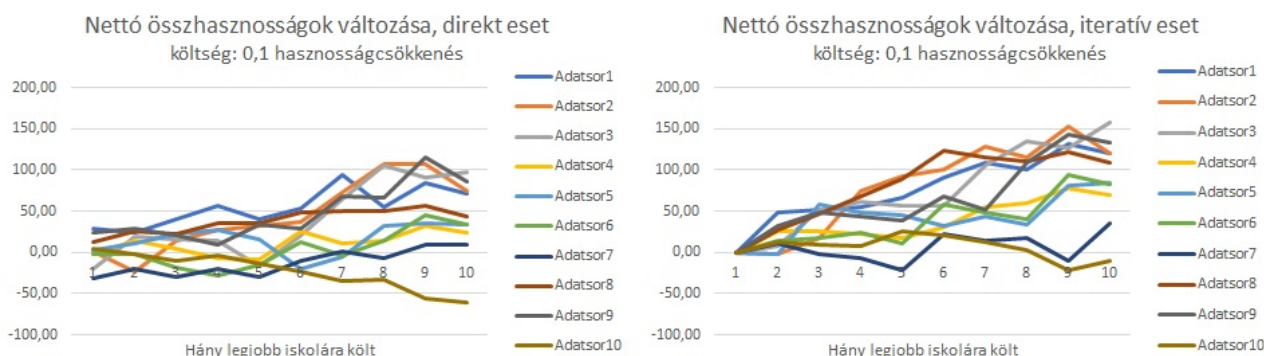 Nettó összhasznosságok változása, direkt eset
költség: 0,1 hasznosságcsökkenés
200,00
150,00
100,00
50,00
0,00
-50,00
-100,00
1 2 3 4 5 6 7 8 9 10
Hány legjobb iskolára költ
Adatsor1
Adatsor2
Adatsor3
Adatsor4
Adatsor5
Adatsor6
Adatsor7
Adatsor8
Adatsor9
Adatsor10
Nettó összhasznosságok változása, iteratív eset
költség: 0,1 hasznosságcsökkenés
200,00
150,00
100,00
50,00
0,00
-50,00
-100,00
1 2 3 4 5 6 7 8 9 10
Hány legjobb iskolára költ
Adatsor1
Adatsor2
Adatsor3
Adatsor4
Adatsor5
Adatsor6
Adatsor7
Adatsor8
Adatsor9
Adatsor10